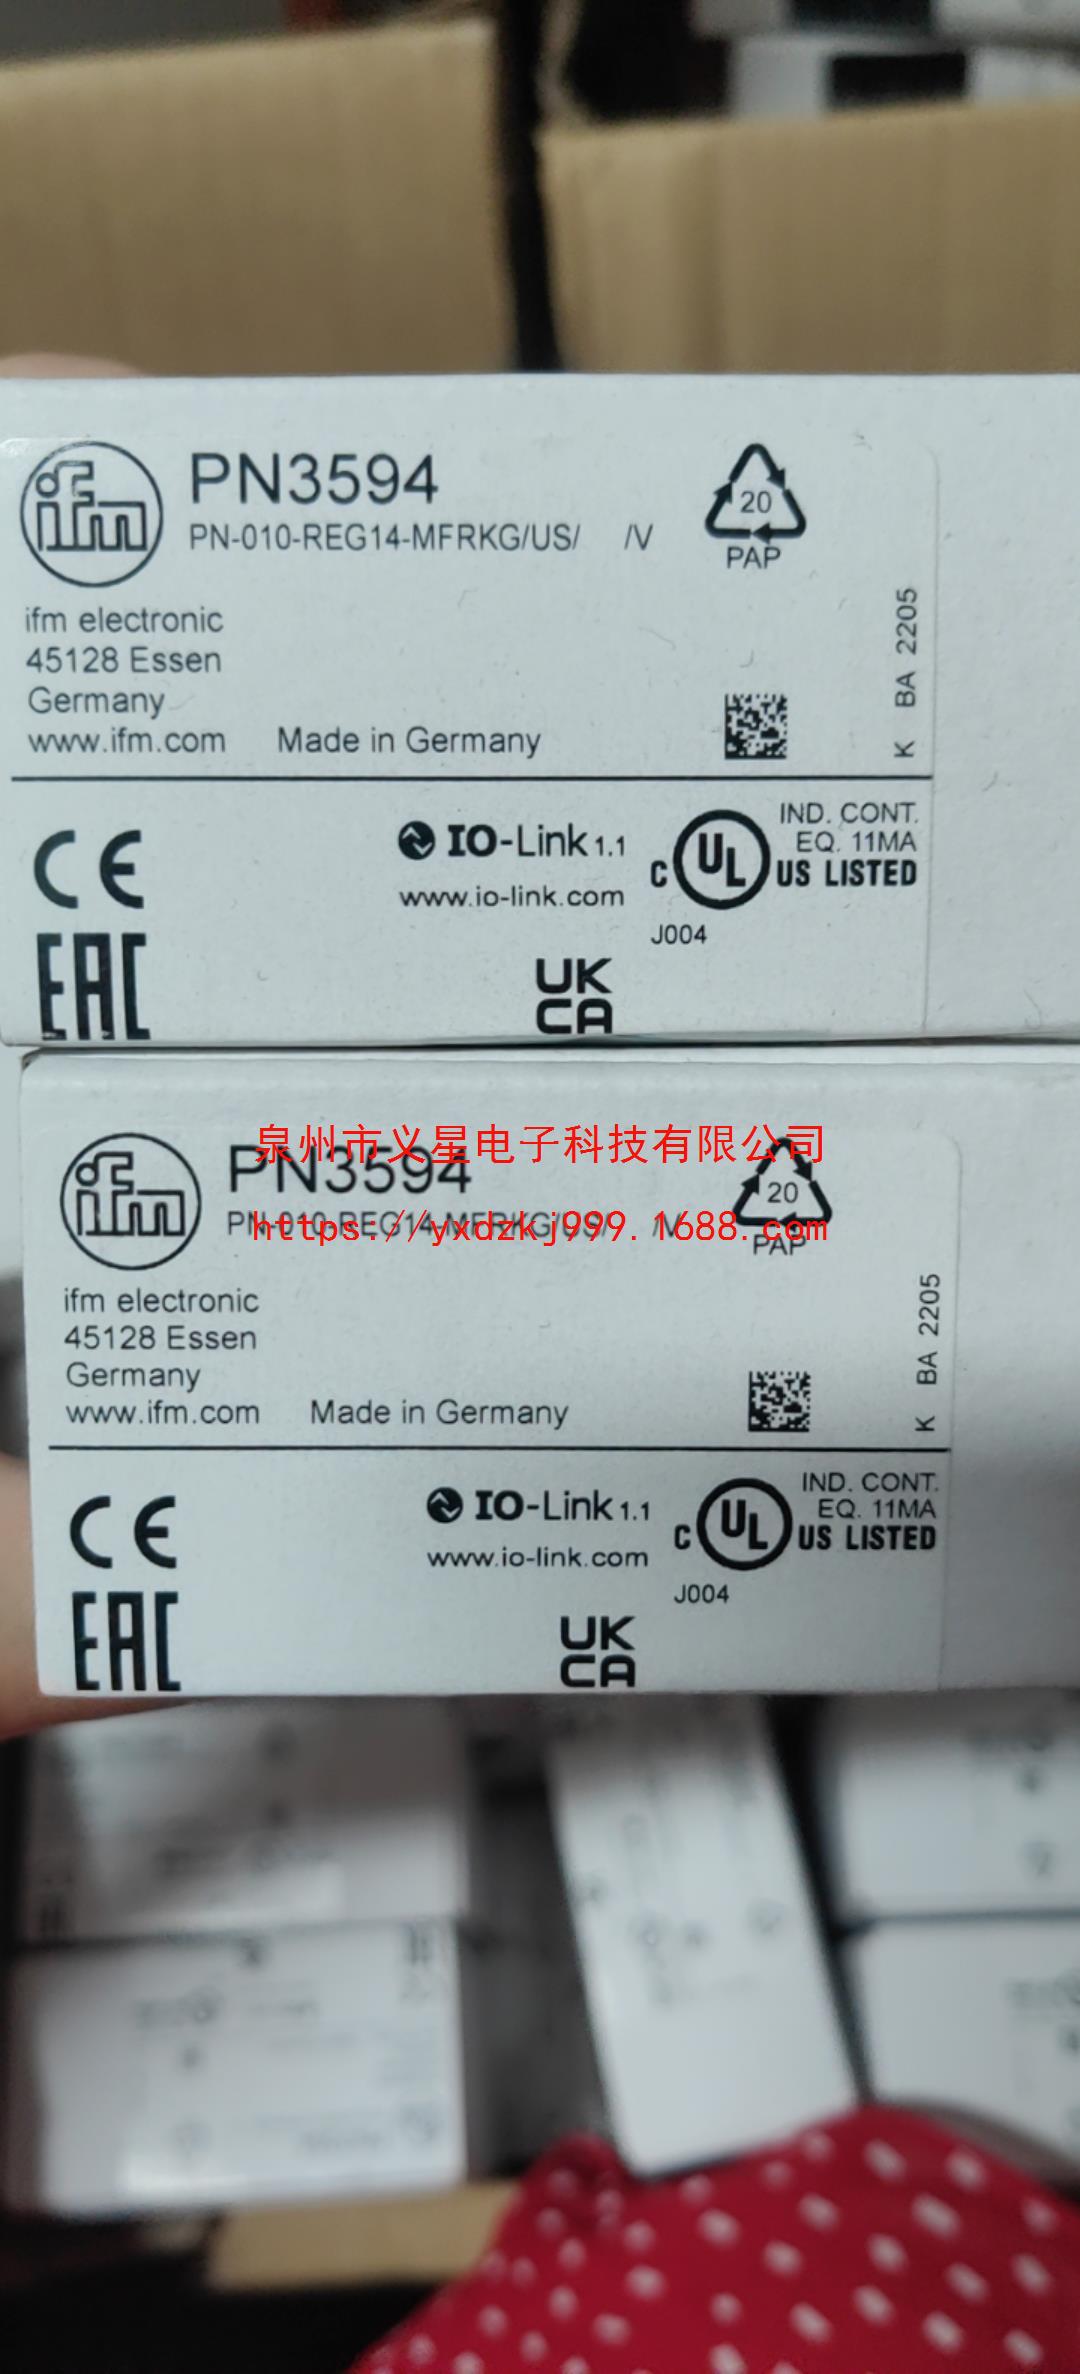 ifm
PN3594
PN-010-REG14-MFRKG/US/ /V
20
PAP
ifm electronic
45128 Essen
Germany
www.ifm.com
Made in Germany
K BA 2205
CE
IO-Link 1.1
www.io-link.com
C UL US LISTED
IND. CONT.
EQ. 11MA
J004
EAC
UK
CA
泉州市义星电子科技有限公司
ifm
PN3594
PN-010-REG14-MFRKG/US/ /V
https://yxdzkj999.1688.com
20
PAP
ifm electronic
45128 Essen
Germany
www.ifm.com
Made in Germany
K BA 2205
CE
IO-Link 1.1
www.io-link.com
C UL US LISTED
IND. CONT.
EQ. 11MA
J004
EAC
UK
CA